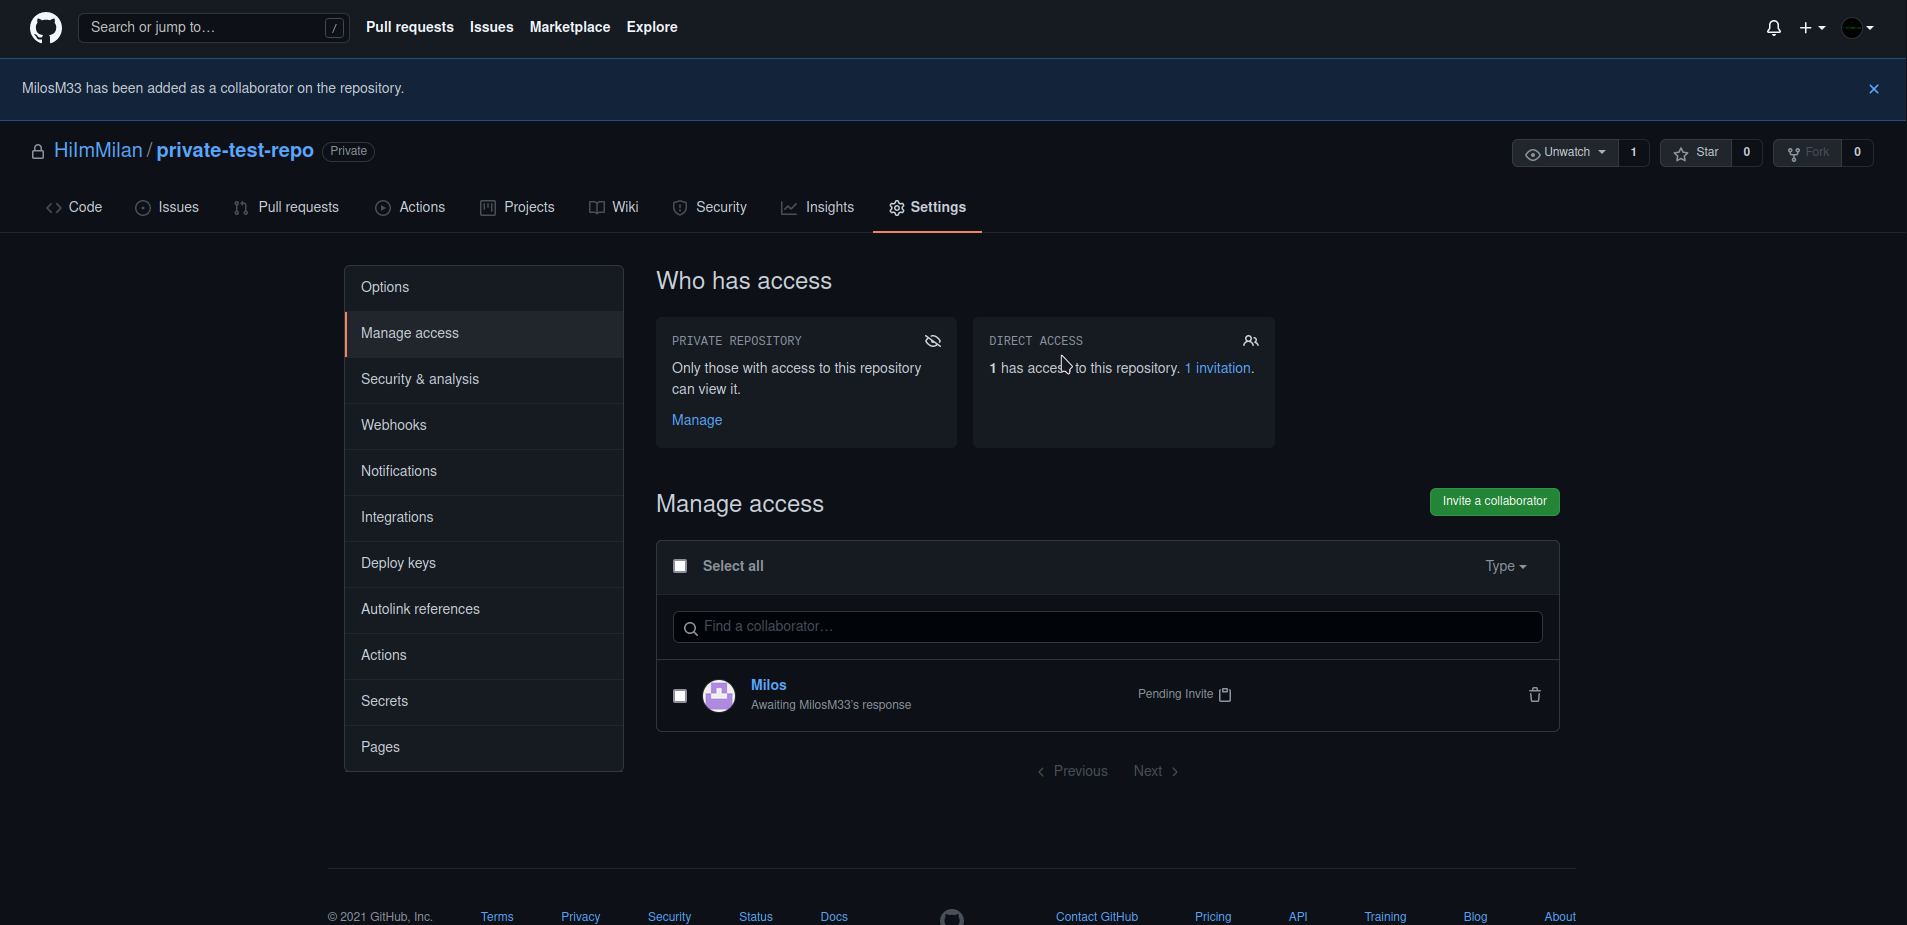 Search or jump to... /
Pull requests Issues Marketplace Explore
MilosM33 has been added as a collaborator on the repository.
HiImMilan / private-test-repo Private
Unwatch 1 Star 0 Fork 0
Code Issues Pull requests Actions Projects Wiki Security Insights Settings
Options
Manage access
Security & analysis
Webhooks
Notifications
Integrations
Deploy keys
Autolink references
Actions
Secrets
Pages
Who has access
PRIVATE REPOSITORY
Only those with access to this repository
can view it.
Manage
DIRECT ACCESS
1 has access to this repository. 1 invitation.
Manage access
Invite a collaborator
Select all
Type
Find a collaborator...
Milos
Awaiting MilosM33's response
Pending Invite
Previous Next
© 2021 GitHub, Inc. Terms Privacy Security Status Docs Contact GitHub Pricing API Training Blog About